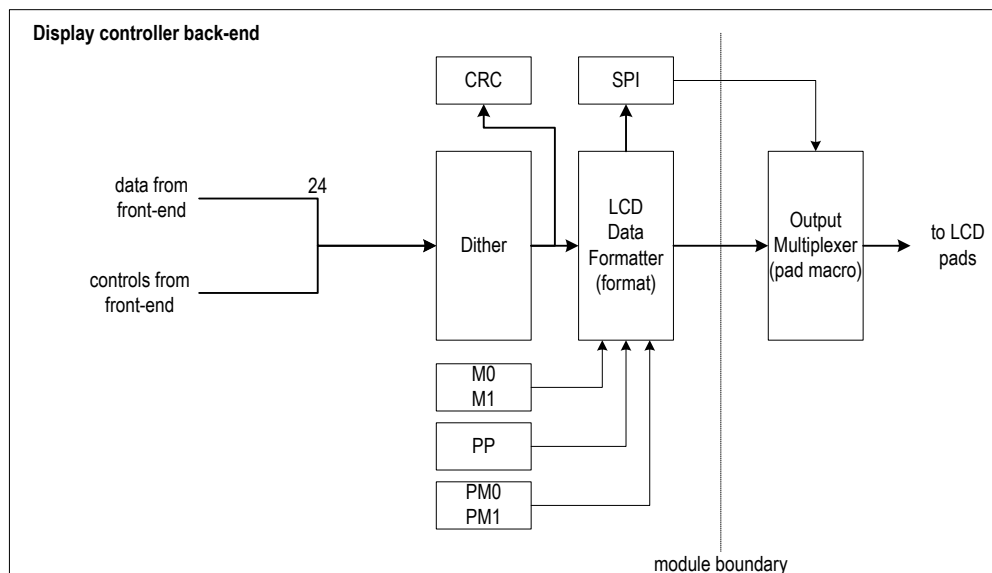 Display controller back-end
CRC
SPI
data from
front-end
24
controls from
front-end
Dither
LCD
Data
Formatter
(format)
Output
Multiplexer
(pad macro)
to LCD
pads
M0
M1
PP
PM0
PM1
module boundary